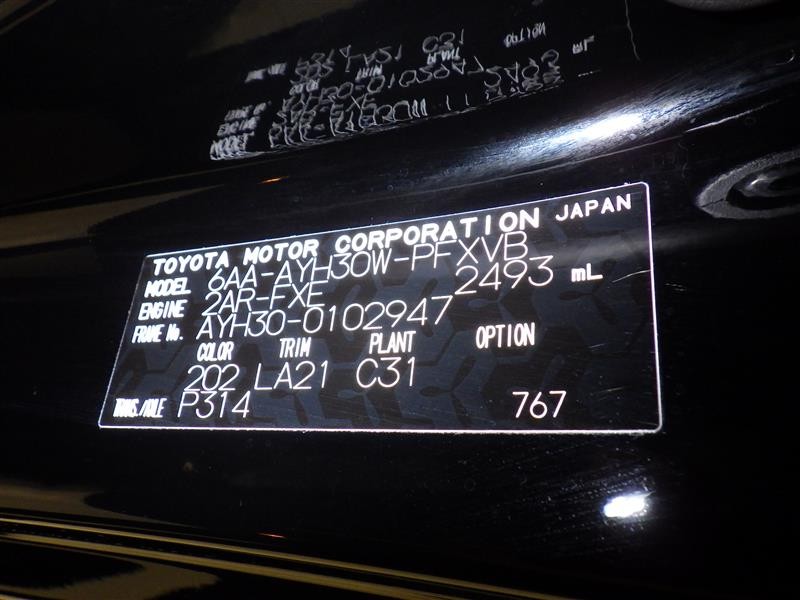 TOYOTA MOTOR CORPORATION JAPAN
MODEL 6AA-AYH30W-PFXVB
ENGINE 2AR-FXE 2493 mL
FRAME No. AYH30-0102947
COLOR TRIM PLANT OPTION
202 LA21 C31
TRANS./AXLE P314 767